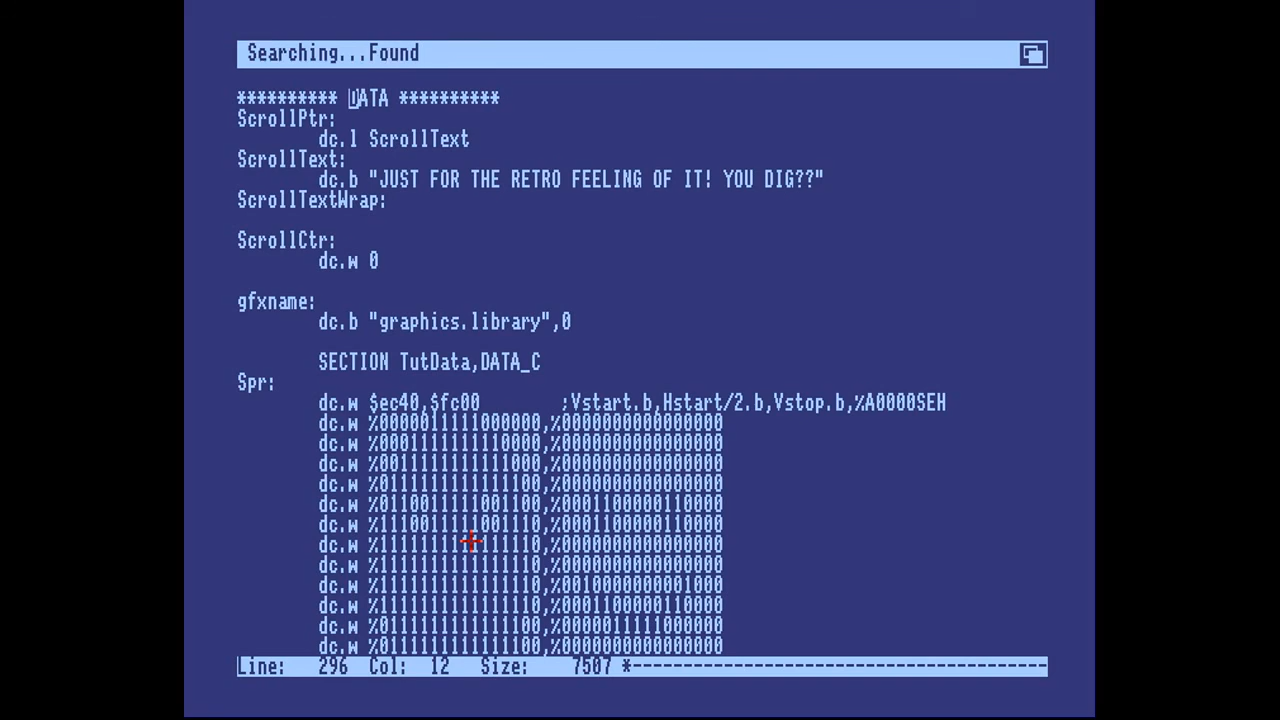 Searching...Found
********** DATA **********
ScrollPtr:
dc.l ScrollText
ScrollText:
dc.b "JUST FOR THE RETRO FEELING OF IT! YOU DIG??"
ScrollTextWrap:
ScrollCtr:
dc.w 0
gfxname:
dc.b "graphics.library",0
SECTION TutData,DATA_C
Spr:
dc.w $ec40,$fc00 ;Vstart.b,Hstart/2.b,Vstop.b,%A0000SEH
dc.w %0000011111000000,%0000000000000000
dc.w %0001111111110000,%0000000000000000
dc.w %0011111111111000,%0000000000000000
dc.w %0111111111111100,%0000000000000000
dc.w %0110011111001100,%0001100000110000
dc.w %1110011111001110,%0001100000110000
dc.w %1111111111111110,%0000000000000000
dc.w %1111111111111110,%0000000000000000
dc.w %1111111111111110,%0010000000001000
dc.w %1111111111111110,%0001100000110000
dc.w %0111111111111100,%0000011111000000
dc.w %0111111111111100,%0000000000000000
Line: 296 Col: 12 Size: 7507 *-----------------------------------------